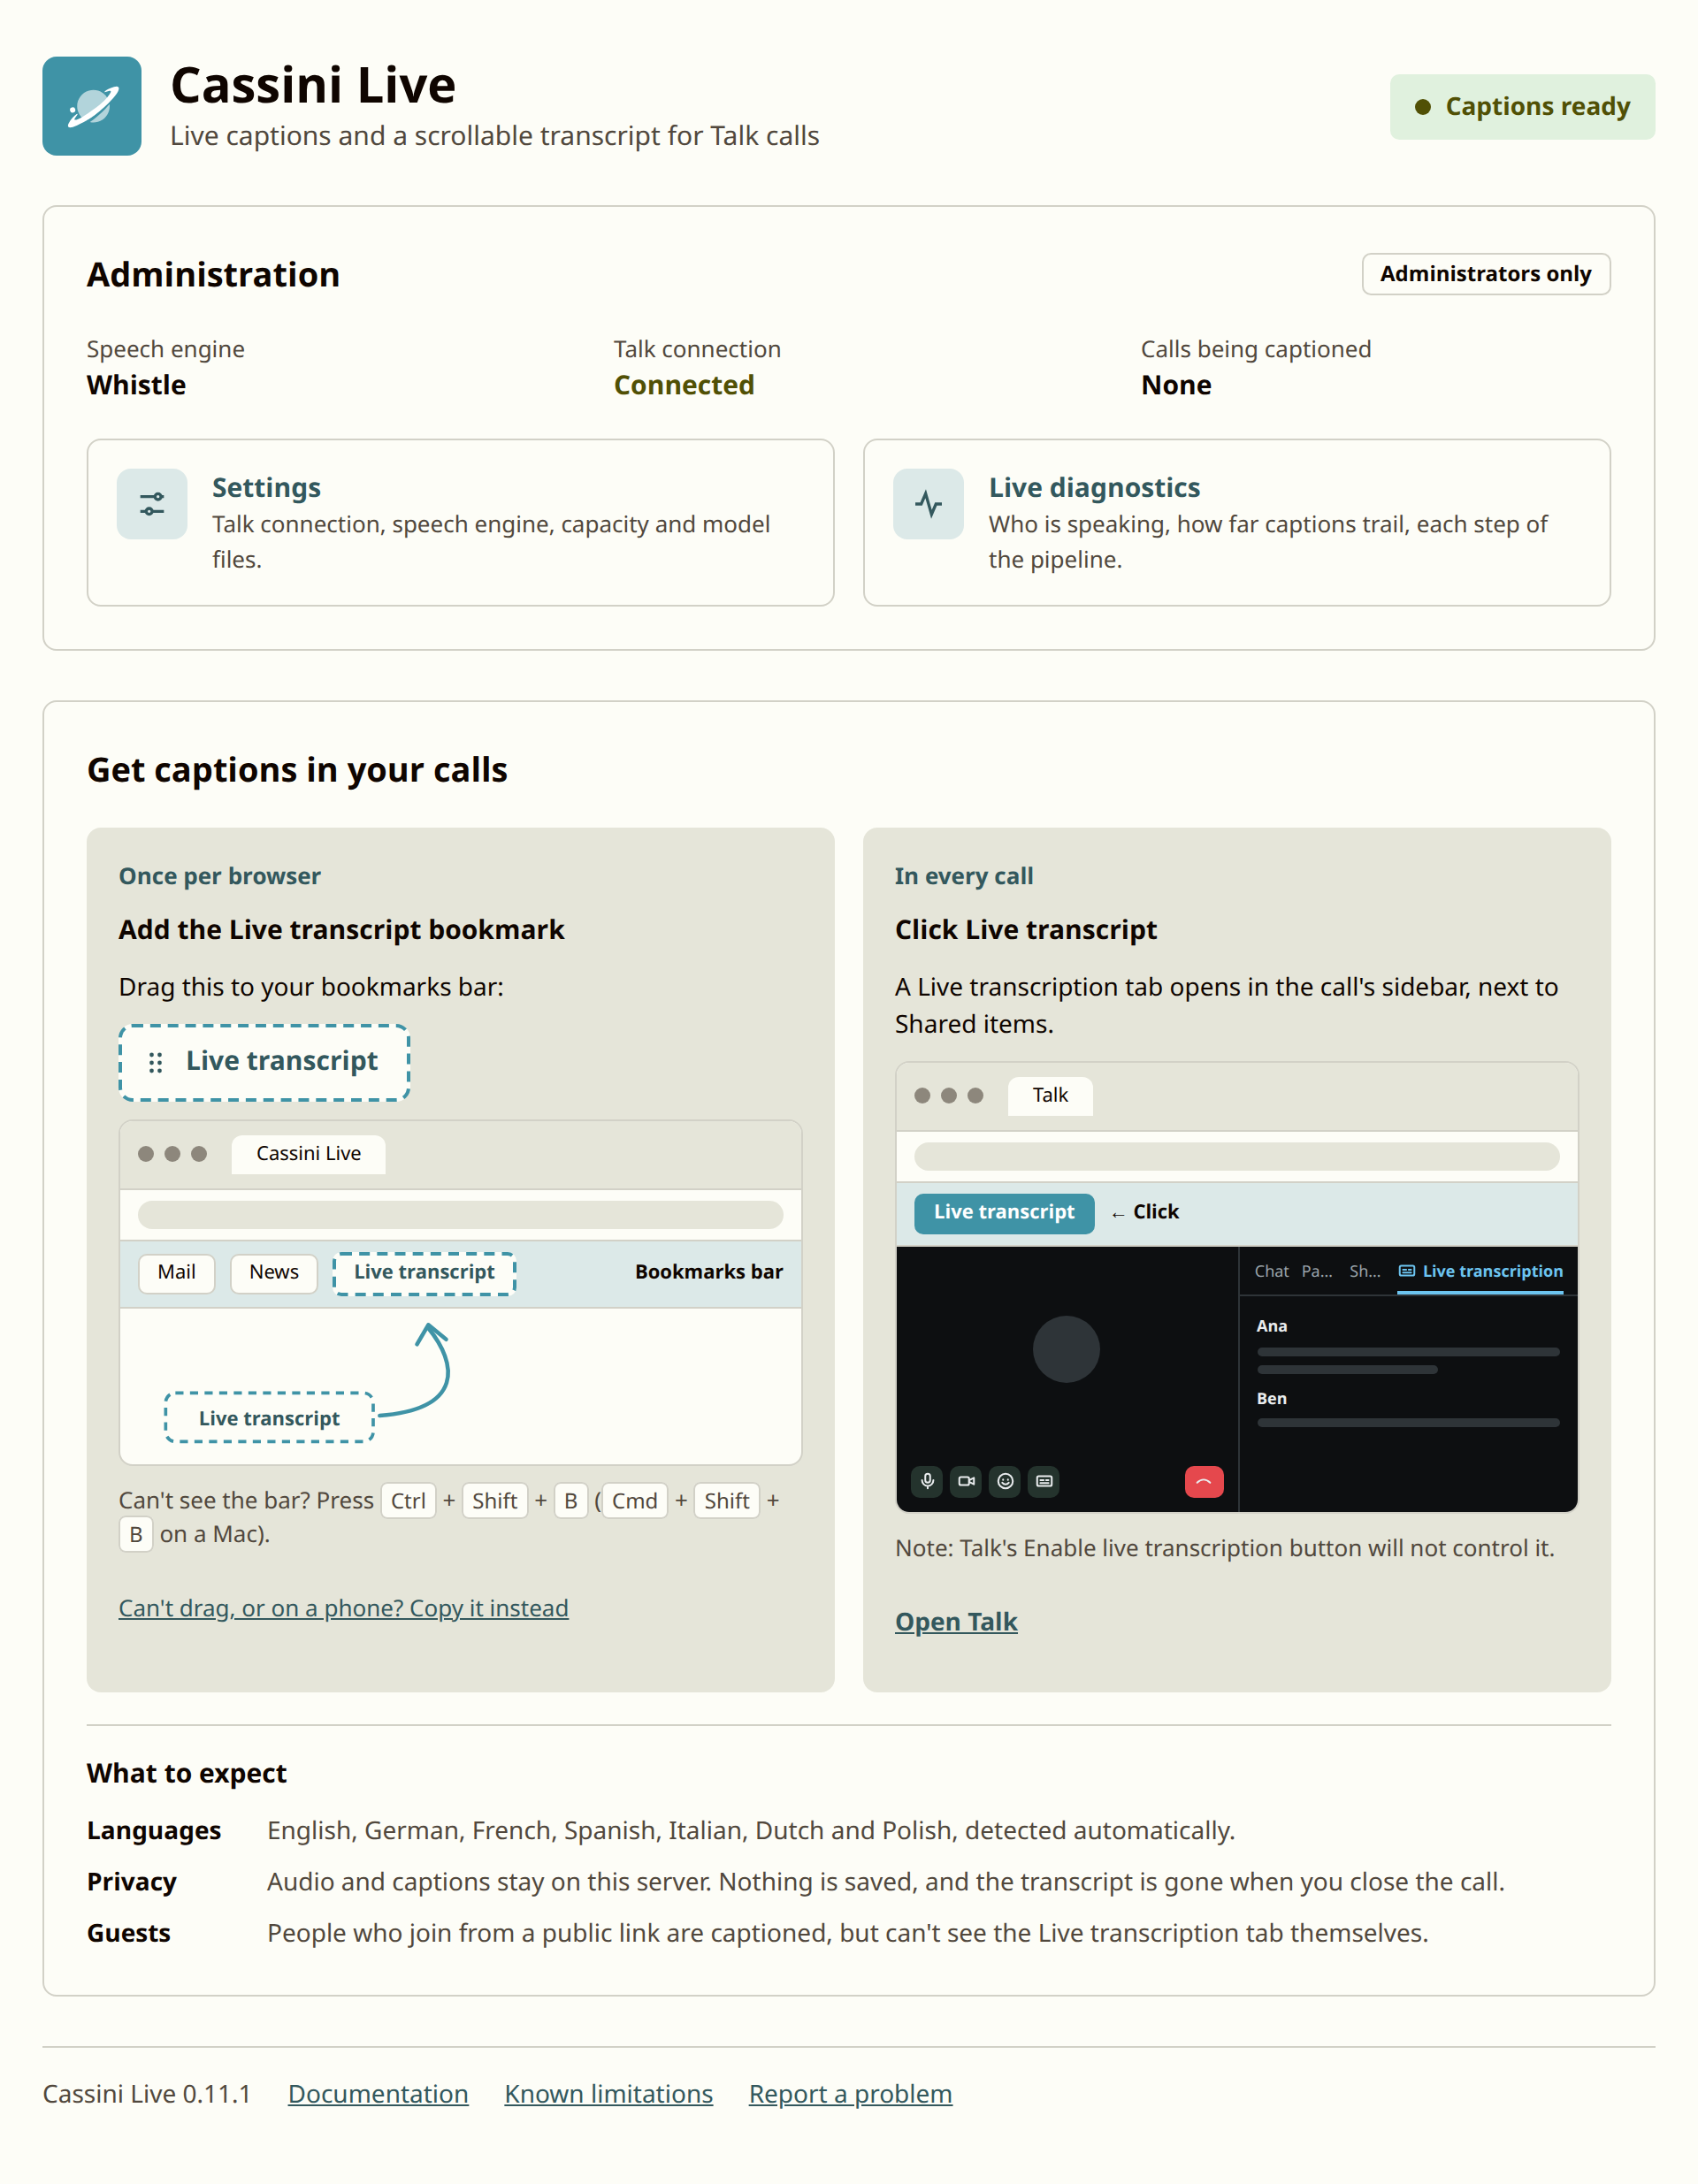 Cassini Live
Live captions and a scrollable transcript for Talk calls
Captions ready
Administration
Administrators only
Speech engine
Whistle
Talk connection
Connected
Calls being captioned
None
Settings
Talk connection, speech engine, capacity and model
files.
Live diagnostics
Who is speaking, how far captions trail, each step of
the pipeline.
Get captions in your calls
Once per browser
Add the Live transcript bookmark
Drag this to your bookmarks bar:
Live transcript
Cassini Live
Mail News Live transcript Bookmarks bar
Live transcript
Can't see the bar? Press Ctrl + Shift + B (Cmd + Shift +
B on a Mac).
Can't drag, or on a phone? Copy it instead
In every call
Click Live transcript
A Live transcription tab opens in the call's sidebar, next to
Shared items.
Talk
Live transcript ← Click
Chat Pa... Sh... Live transcription
Ana
Ben
Note: Talk's Enable live transcription button will not control it.
Open Talk
What to expect
Languages English, German, French, Spanish, Italian, Dutch and Polish, detected automatically.
Privacy Audio and captions stay on this server. Nothing is saved, and the transcript is gone when you close the call.
Guests People who join from a public link are captioned, but can't see the Live transcription tab themselves.
Cassini Live 0.11.1 Documentation Known limitations Report a problem